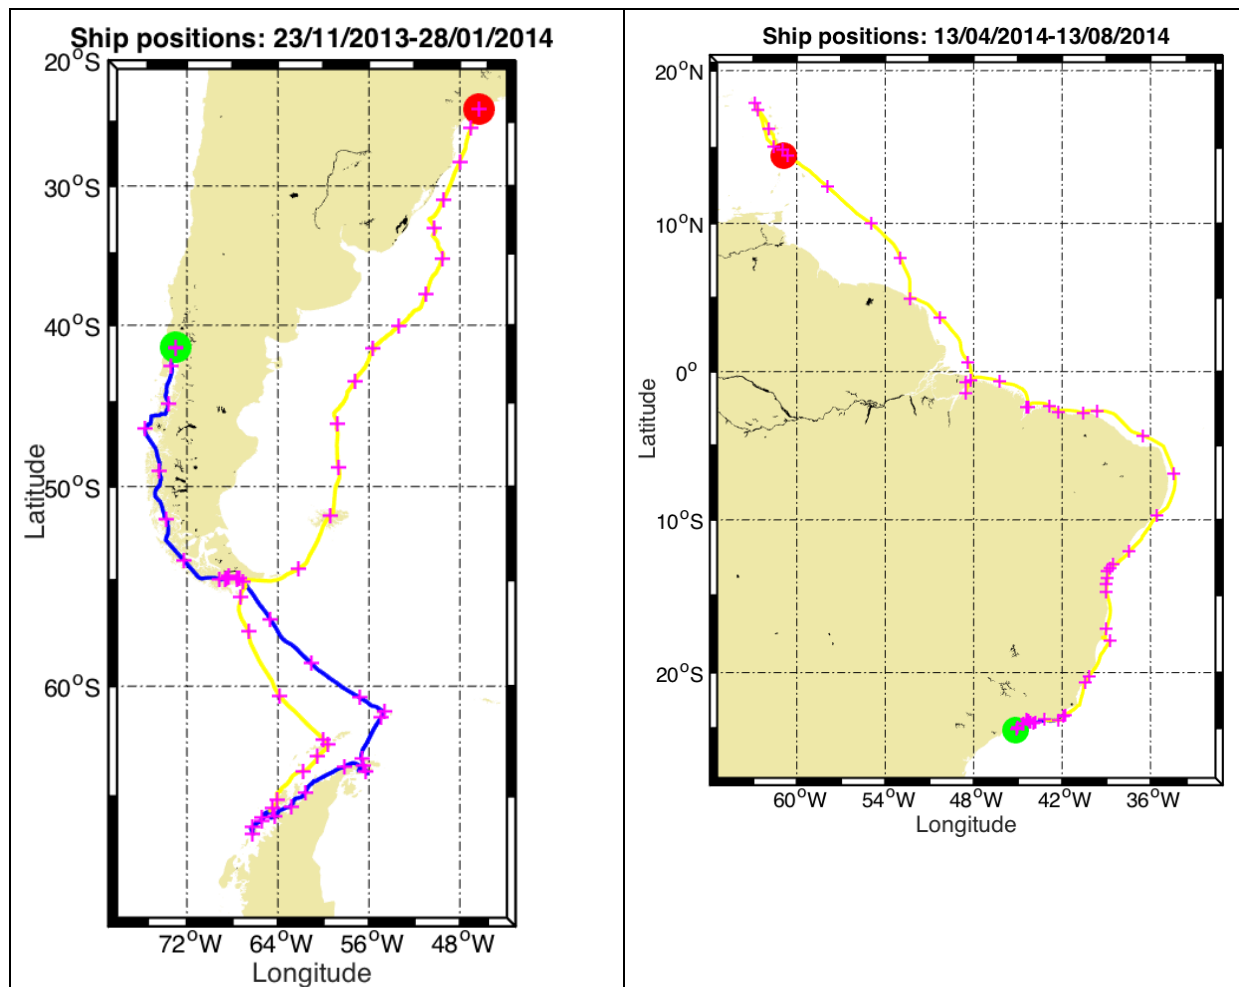 Ship positions: 23/11/2013-28/01/2014
20°S
30°S
40°S
50°S
60°S
Latitude
72°W 64°W 56°W 48°W
Longitude
Ship positions: 13/04/2014-13/08/2014
20°N
10°N
0°
10°S
20°S
Latitude
60°W 54°W 48°W 42°W 36°W
Longitude